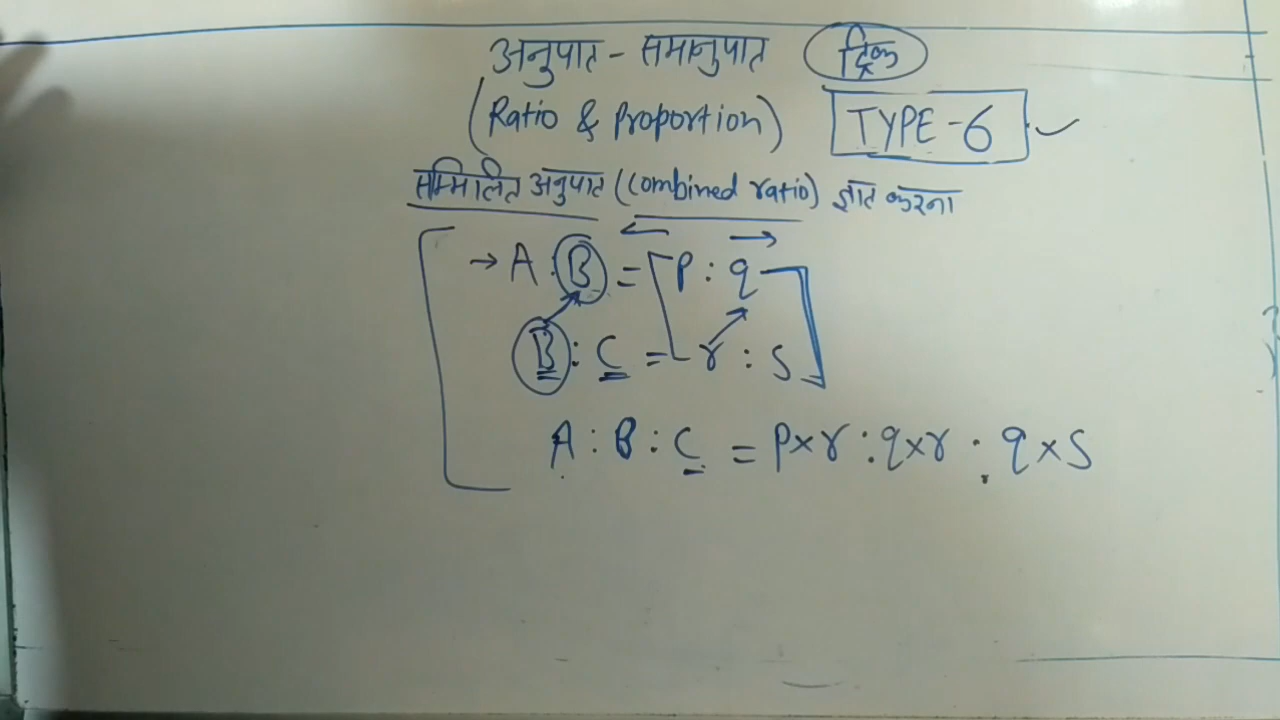 अनुपात - समानुपात ट्रिक
(Ratio & Proportion) TYPE-6
सम्मिलित अनुपात (combined ratio) ज्ञात करना
→ A : B = P : q
B : C = r : S
A : B : C = P×r : q×r : q×S